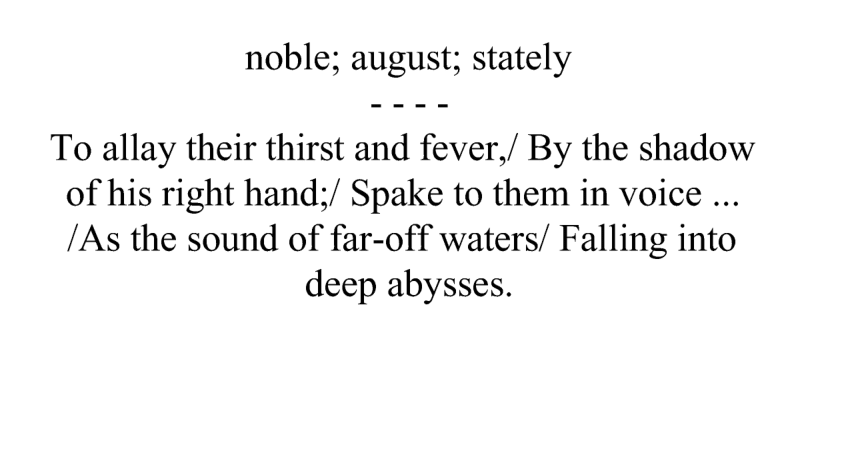 noble; august; stately
- - - -
To allay their thirst and fever,/ By the shadow
of his right hand;/ Spake to them in voice ...
/As the sound of far-off waters/ Falling into
deep abysses.